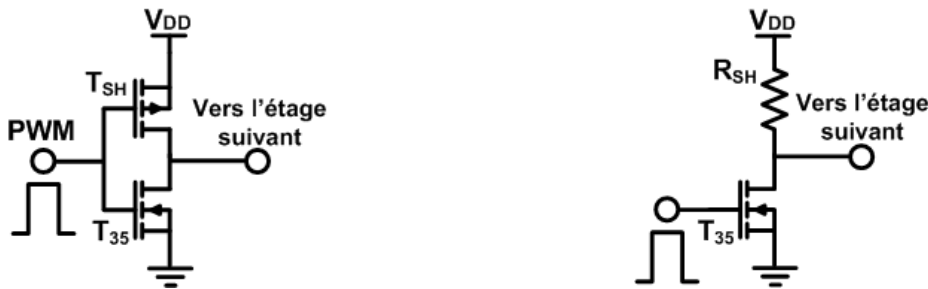 VDD
TSH
PWM
Vers l'étage
suivant
T35
VDD
RSH
Vers l'étage
suivant
T35